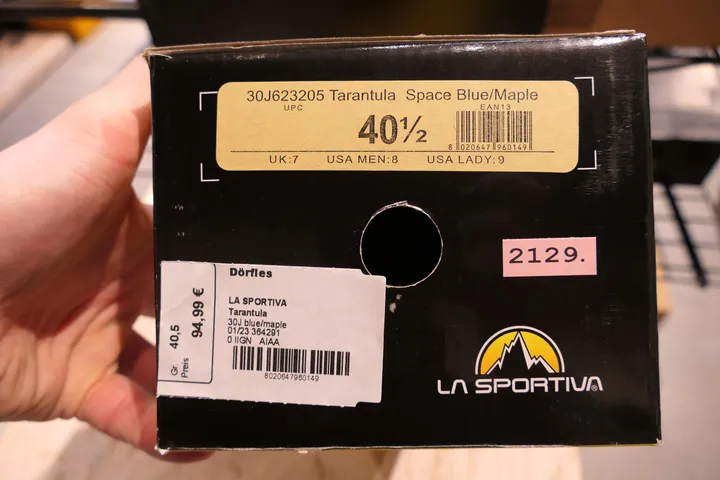 30J623205 Tarantula Space Blue/Maple
UPC
EAN13
40½
8 020647 960149
UK:7 USA MEN:8 USA LADY:9
2129.
Dörfles
LA SPORTIVA
Tarantula
30J blue/maple
01/23 364291
0 IIGN AIAA
8020647960149
Gr. 40,5
Preis 94,99 €
LA SPORTIVA®